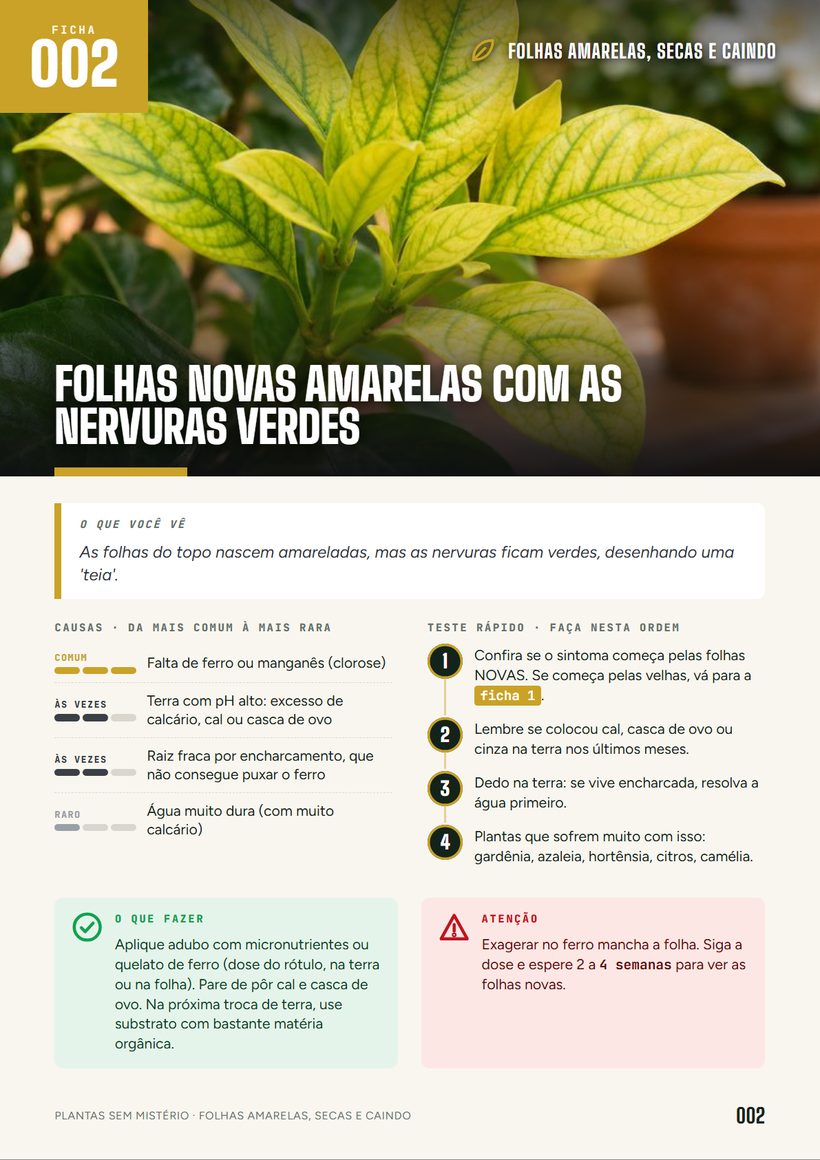 FICHA
002
FOLHAS AMARELAS, SECAS E CAINDO
FOLHAS NOVAS AMARELAS COM AS
NERVURAS VERDES
O QUE VOCÊ VÊ
As folhas do topo nascem amareladas, mas as nervuras ficam verdes, desenhando uma
'teia'.
CAUSAS · DA MAIS COMUM À MAIS RARA
COMUM
Falta de ferro ou manganês (clorose)
ÀS VEZES
Terra com pH alto: excesso de
calcário, cal ou casca de ovo
ÀS VEZES
Raiz fraca por encharcamento, que
não consegue puxar o ferro
RARO
Água muito dura (com muito
calcário)
TESTE RÁPIDO · FAÇA NESTA ORDEM
1
Confira se o sintoma começa pelas folhas
NOVAS. Se começa pelas velhas, vá para a
ficha 1.
2
Lembre se colocou cal, casca de ovo ou
cinza na terra nos últimos meses.
3
Dedo na terra: se vive encharcada, resolva a
água primeiro.
4
Plantas que sofrem muito com isso:
gardênia, azaleia, hortênsia, citros, camélia.
O QUE FAZER
Aplique adubo com micronutrientes ou
quelato de ferro (dose do rótulo, na terra
ou na folha). Pare de pôr cal e casca de
ovo. Na próxima troca de terra, use
substrato com bastante matéria
orgânica.
ATENÇÃO
Exagerar no ferro mancha a folha. Siga a
dose e espere 2 a 4 semanas para ver as
folhas novas.
PLANTAS SEM MISTÉRIO · FOLHAS AMARELAS, SECAS E CAINDO
002